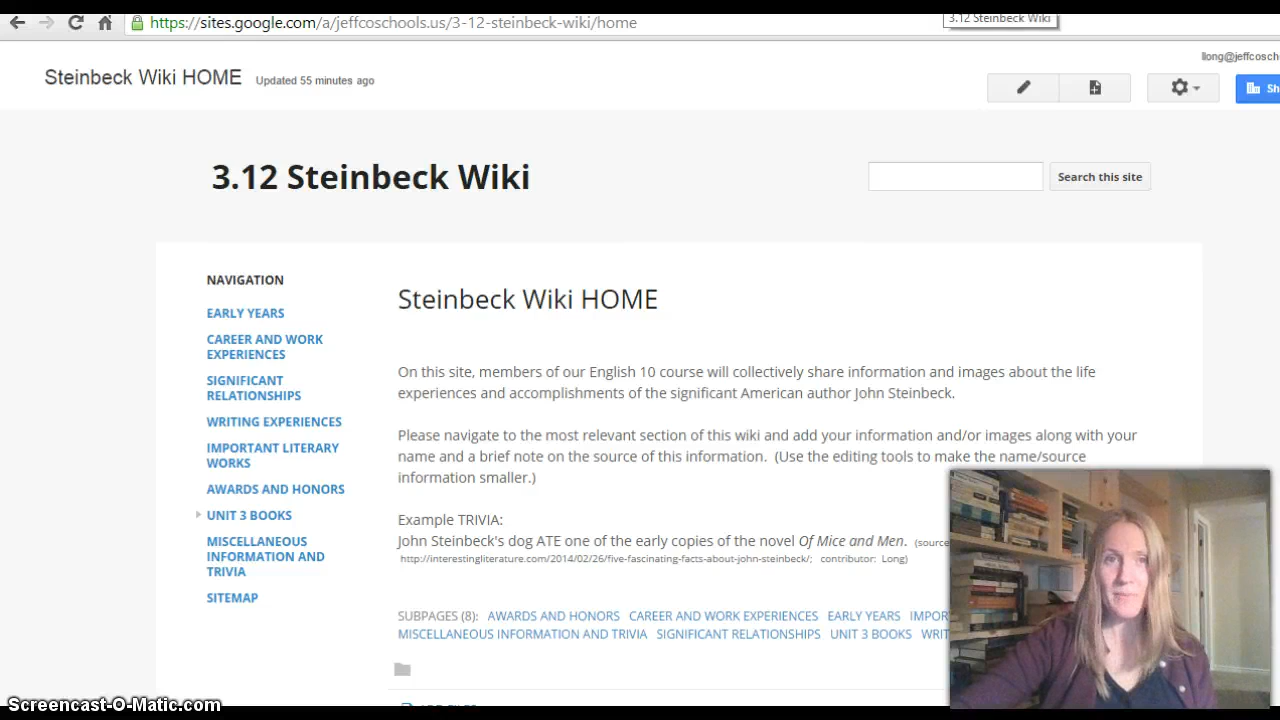 https://sites.google.com/a/jeffcoschools.us/3-12-steinbeck-wiki/home
3.12 Steinbeck Wiki
Steinbeck Wiki HOME Updated 55 minutes ago
3.12 Steinbeck Wiki
Search this site
NAVIGATION
EARLY YEARS
CAREER AND WORK
EXPERIENCES
SIGNIFICANT
RELATIONSHIPS
WRITING EXPERIENCES
IMPORTANT LITERARY
WORKS
AWARDS AND HONORS
UNIT 3 BOOKS
MISCELLANEOUS
INFORMATION AND
TRIVIA
SITEMAP
Steinbeck Wiki HOME
On this site, members of our English 10 course will collectively share information and images about the life
experiences and accomplishments of the significant American author John Steinbeck.
Please navigate to the most relevant section of this wiki and add your information and/or images along with your
name and a brief note on the source of this information. (Use the editing tools to make the name/source
information smaller.)
Example TRIVIA:
John Steinbeck's dog ATE one of the early copies of the novel Of Mice and Men. (source
http://interestingliterature.com/2014/02/26/five-fascinating-facts-about-john-steinbeck/; contributor: Long)
SUBPAGES (8): AWARDS AND HONORS CAREER AND WORK EXPERIENCES EARLY YEARS IMPOR
MISCELLANEOUS INFORMATION AND TRIVIA SIGNIFICANT RELATIONSHIPS UNIT 3 BOOKS WRIT
Screencast-O-Matic.com